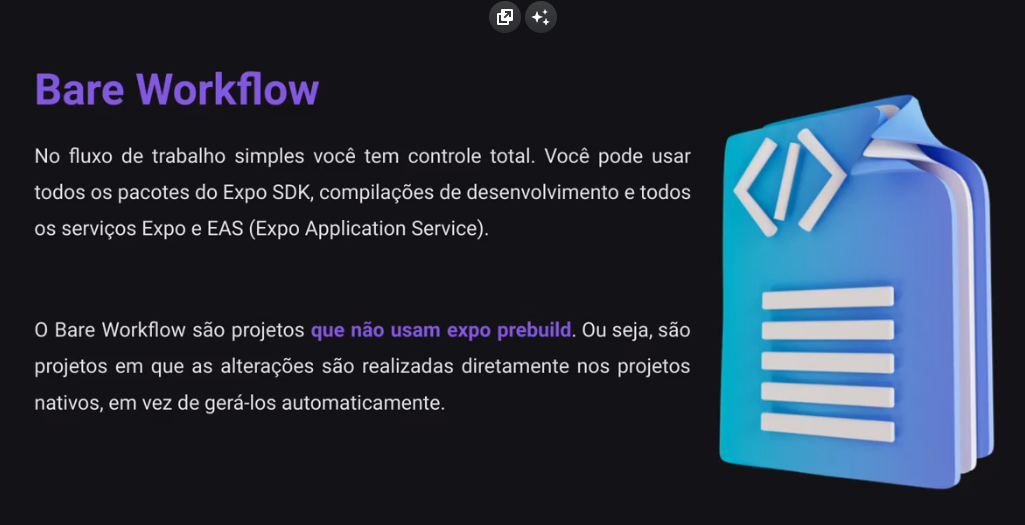 Bare Workflow
No fluxo de trabalho simples você tem controle total. Você pode usar
todos os pacotes do Expo SDK, compilações de desenvolvimento e todos
os serviços Expo e EAS (Expo Application Service).
O Bare Workflow são projetos que não usam expo prebuild. Ou seja, são
projetos em que as alterações são realizadas diretamente nos projetos
nativos, em vez de gerá-los automaticamente.